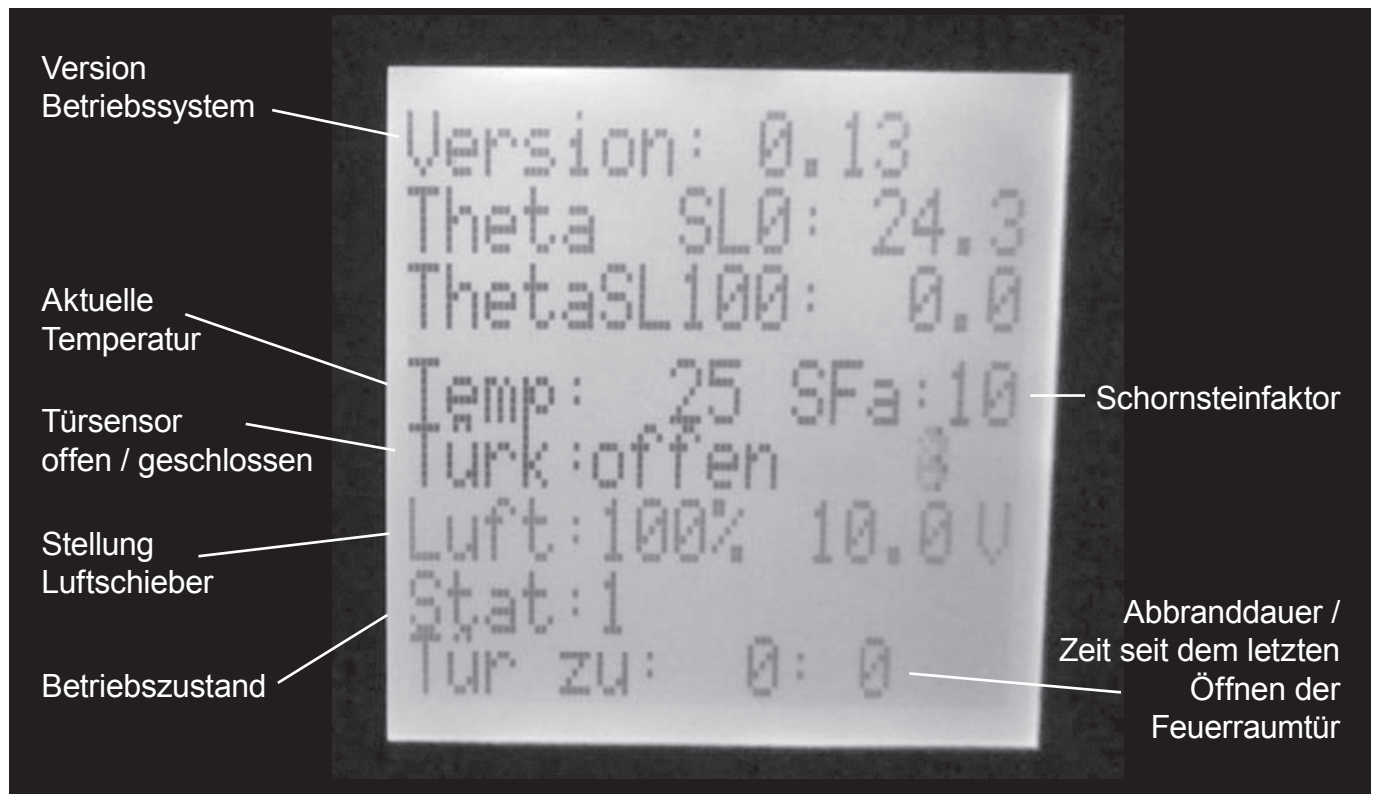 Version
Betriebssystem
Aktuelle
Temperatur
Türsensor
offen / geschlossen
Stellung
Luftschieber
Betriebszustand
Version: 0.13
Theta SL0: 24.3
ThetaSL100: 0.0
Temp: 25 SFa:10
Türk:offen 0
Luft:100% 10.0V
Stat:1
Tür zu: 0: 0
Schornsteinfaktor
Abbranddauer /
Zeit seit dem letzten
Öffnen der
Feuerraumtür